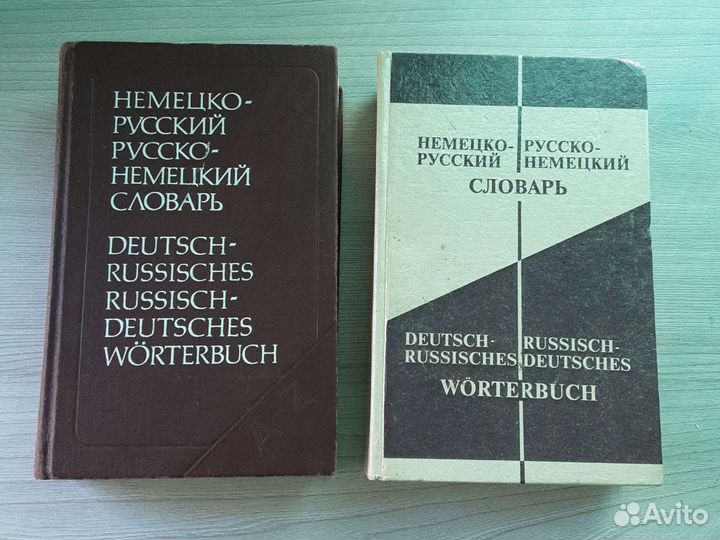 НЕМЕЦКО-
РУССКИЙ
РУССКО-
НЕМЕЦКИЙ
СЛОВАРЬ
DEUTSCH-
RUSSISCHES
RUSSISCH-
DEUTSCHES
WÖRTERBUCH
A Z
НЕМЕЦКО-
РУССКИЙ
РУССКО-
НЕМЕЦКИЙ
СЛОВАРЬ
DEUTSCH-
RUSSISCHES
RUSSISCH-
DEUTSCHES
WÖRTERBUCH
Avito